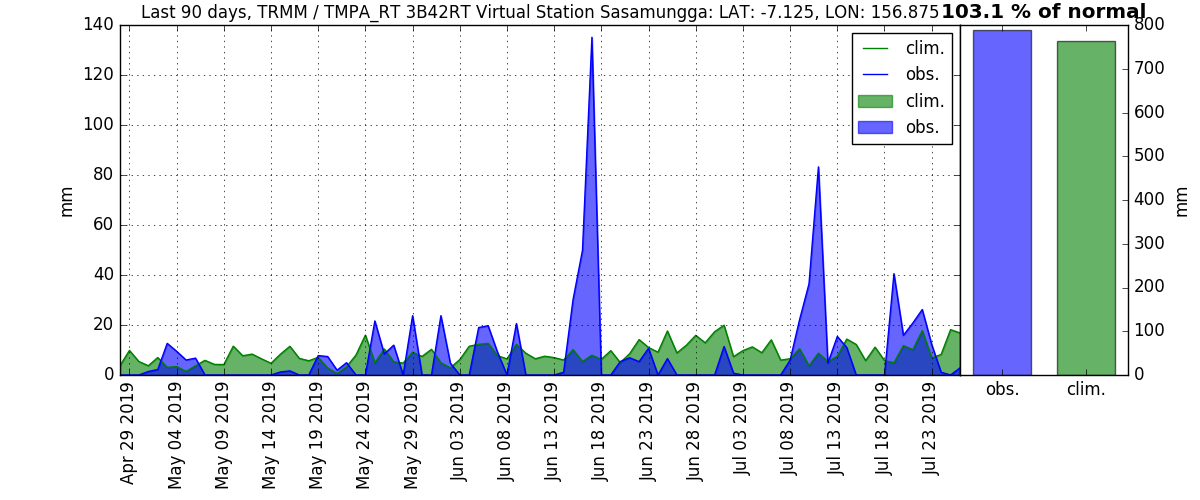 Last 90 days, TRMM / TMPA_RT 3B42RT Virtual Station Sasamungga: LAT: -7.125, LON: 156.875
103.1 % of normal
140
120
100
80
60
40
20
0
mm
clim.
obs.
clim.
obs.
Apr 29 2019
May 04 2019
May 09 2019
May 14 2019
May 19 2019
May 24 2019
May 29 2019
Jun 03 2019
Jun 08 2019
Jun 13 2019
Jun 18 2019
Jun 23 2019
Jun 28 2019
Jul 03 2019
Jul 08 2019
Jul 13 2019
Jul 18 2019
Jul 23 2019
800
700
600
500
400
300
200
100
0
mm
obs.
clim.